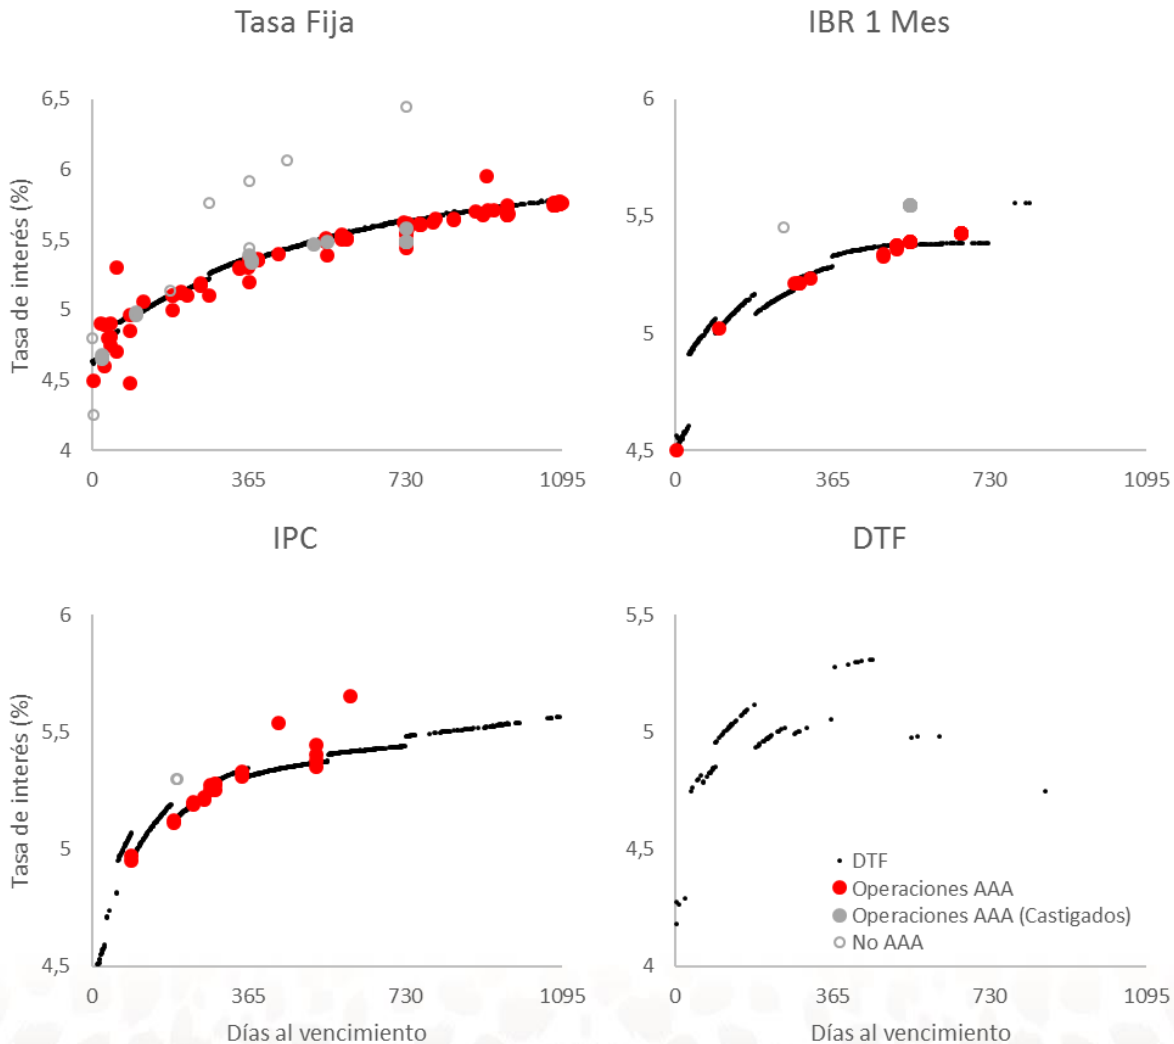 Tasa Fija
Tasa de interés (%)
6,5
6
5,5
5
4,5
4
0 365 730 1095
IBR 1 Mes
6
5,5
5
4,5
0 365 730 1095
IPC
Tasa de interés (%)
6
5,5
5
4,5
0 365 730 1095
Días al vencimiento
DTF
5,5
5
4,5
4
DTF
Operaciones AAA
Operaciones AAA (Castigados)
No AAA
0 365 730 1095
Días al vencimiento